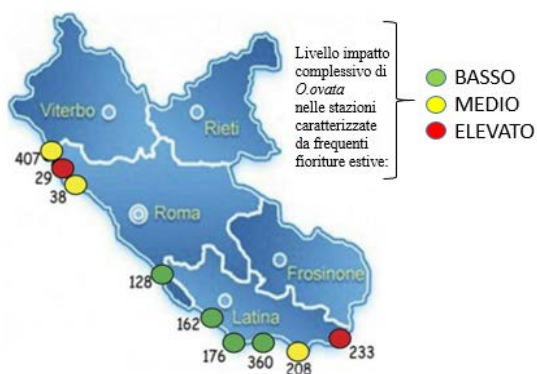 Livello impatto
complessivo di
O.ovata
nelle stazioni
caratterizzate
da frequenti
fioriture estive:
BASSO
MEDIO
ELEVATO
Viterbo
Rieti
407
29
38
Roma
128
Frosinone
Latina
162
176
360
208
233